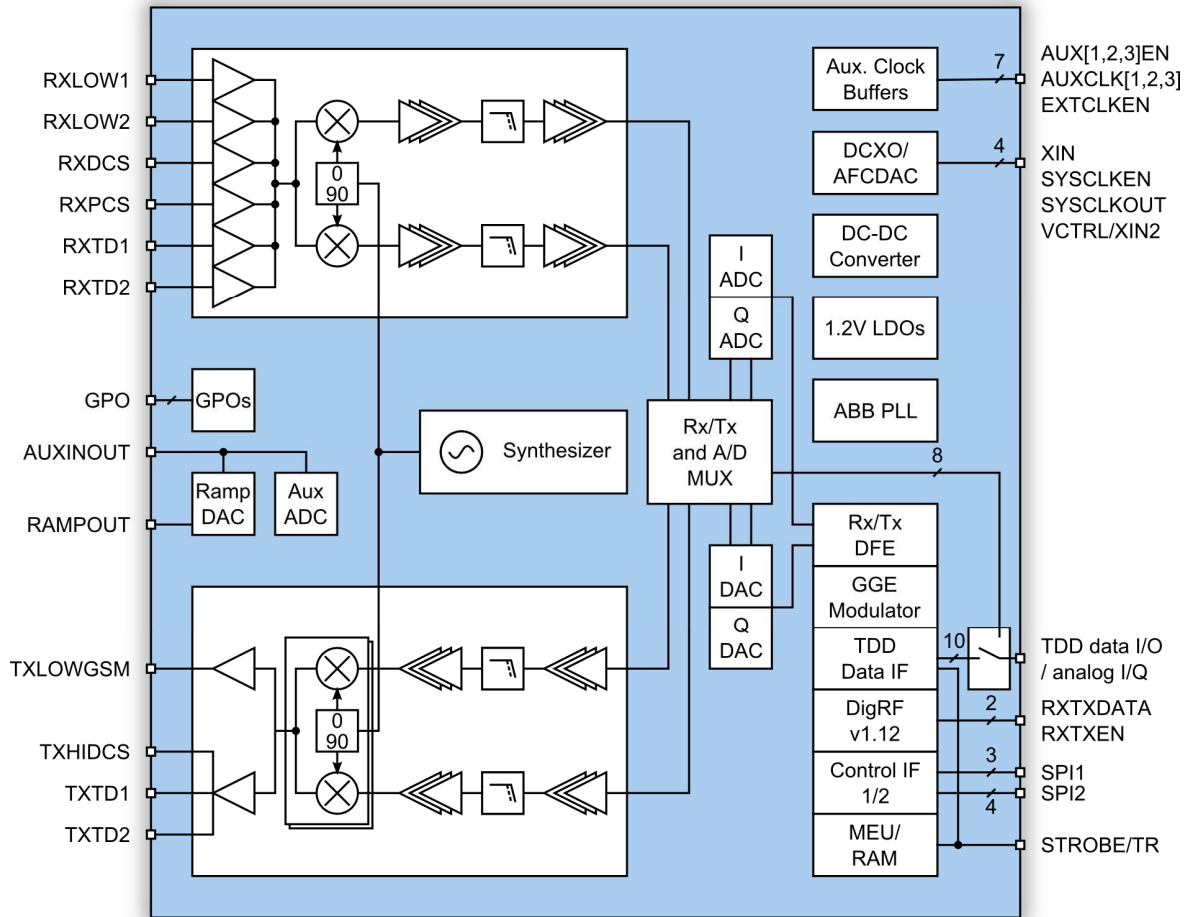 RXLOW1
RXLOW2
RXDCS
RXPCS
RXTD1
RXTD2
0
90
I
ADC
Q
ADC
Aux. Clock
Buffers
7
AUX[1,2,3]EN
AUXCLK[1,2,3]
EXTCLKEN
DCXO/
AFCDAC
4
XIN
SYSCLKEN
SYSCLKOUT
VCTRL/XIN2
DC-DC
Converter
1.2V LDOs
ABB PLL
GPO
GPOs
AUXINOUT
Ramp
DAC
Aux
ADC
RAMPOUT
Synthesizer
Rx/Tx
and A/D
MUX
8
I
DAC
Q
DAC
Rx/Tx
DFE
GGE
Modulator
TDD
Data IF
10
TDD data I/O
/ analog I/Q
DigRF
v1.12
2
RXTXDATA
RXTXEN
Control IF
1/2
3
SPI1
4
SPI2
MEU/
RAM
STROBE/TR
TXLOWGSM
TXHIDCS
TXTD1
TXTD2
0
90